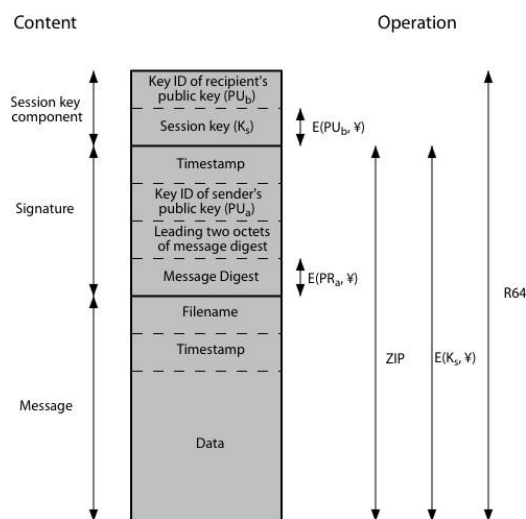 Content
Operation
Session key
component
Key ID of recipient's
public key (PUb)
Session key (Ks)
E(PUb, ¥)
Signature
Timestamp
Key ID of sender's
public key (PUa)
Leading two octets
of message digest
Message Digest
E(PRa, ¥)
Message
Filename
Timestamp
Data
ZIP
E(Ks, ¥)
R64